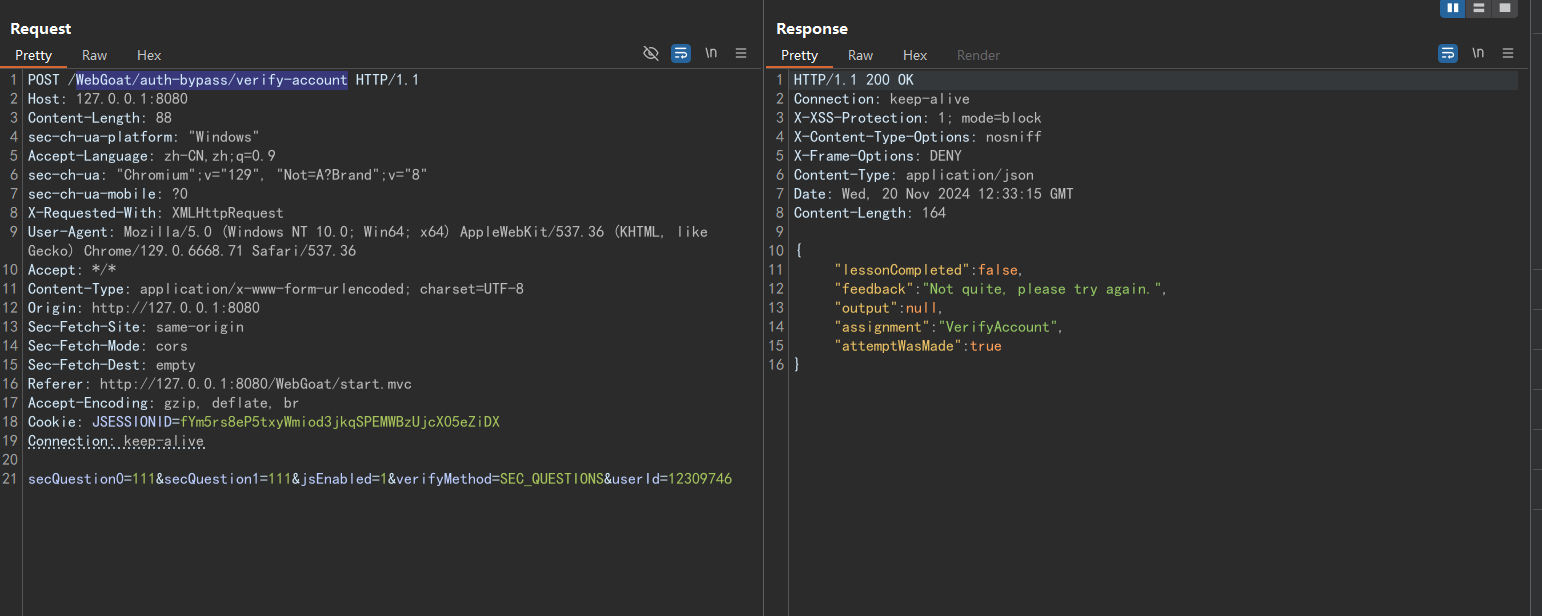 Request
Pretty Raw Hex
\n
1 POST /WebGoat/auth-bypass/verify-account HTTP/1.1
2 Host: 127.0.0.1:8080
3 Content-Length: 88
4 sec-ch-ua-platform: "Windows"
5 Accept-Language: zh-CN,zh;q=0.9
6 sec-ch-ua: "Chromium";v="129", "Not=A?Brand";v="8"
7 sec-ch-ua-mobile: ?0
8 X-Requested-With: XMLHttpRequest
9 User-Agent: Mozilla/5.0 (Windows NT 10.0; Win64; x64) AppleWebKit/537.36 (KHTML, like
Gecko) Chrome/129.0.6668.71 Safari/537.36
10 Accept: */*
11 Content-Type: application/x-www-form-urlencoded; charset=UTF-8
12 Origin: http://127.0.0.1:8080
13 Sec-Fetch-Site: same-origin
14 Sec-Fetch-Mode: cors
15 Sec-Fetch-Dest: empty
16 Referer: http://127.0.0.1:8080/WebGoat/start.mvc
17 Accept-Encoding: gzip, deflate, br
18 Cookie: JSESSIONID=fYm5rs8eP5txyWmiod3jkqSPEMWBzUjcXO5eZiDX
19 Connection: keep-alive
20
21 secQuestion0=111&secQuestion1=111&jsEnabled=1&verifyMethod=SEC_QUESTIONS&userId=12309746
Response
Pretty Raw Hex Render
\n
1 HTTP/1.1 200 OK
2 Connection: keep-alive
3 X-XSS-Protection: 1; mode=block
4 X-Content-Type-Options: nosniff
5 X-Frame-Options: DENY
6 Content-Type: application/json
7 Date: Wed, 20 Nov 2024 12:33:15 GMT
8 Content-Length: 164
9
10 {
11 "lessonCompleted":false,
12 "feedback":"Not quite, please try again.",
13 "output":null,
14 "assignment":"VerifyAccount",
15 "attemptWasMade":true
16 }